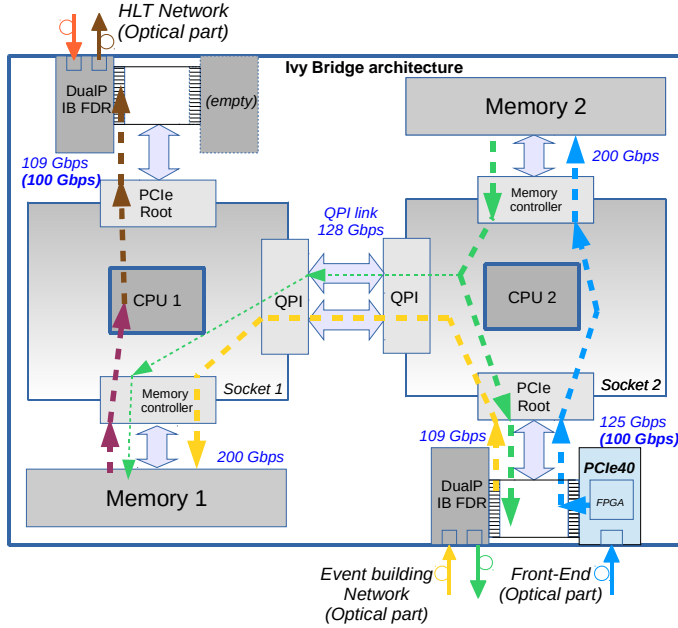 HLT Network
(Optical part)
Ivy Bridge architecture
DualP
IB FDR
(empty)
Memory 2
109 Gbps
(100 Gbps)
200 Gbps
PCIe
Root
Memory
controller
QPI link
128 Gbps
CPU 1
QPI
QPI
CPU 2
Memory
controller
Socket 1
PCIe
Root
Socket 2
200 Gbps
109 Gbps
125 Gbps
(100 Gbps)
Memory 1
DualP
IB FDR
PCIe40
FPGA
Event building
Network
(Optical part)
Front-End
(Optical part)